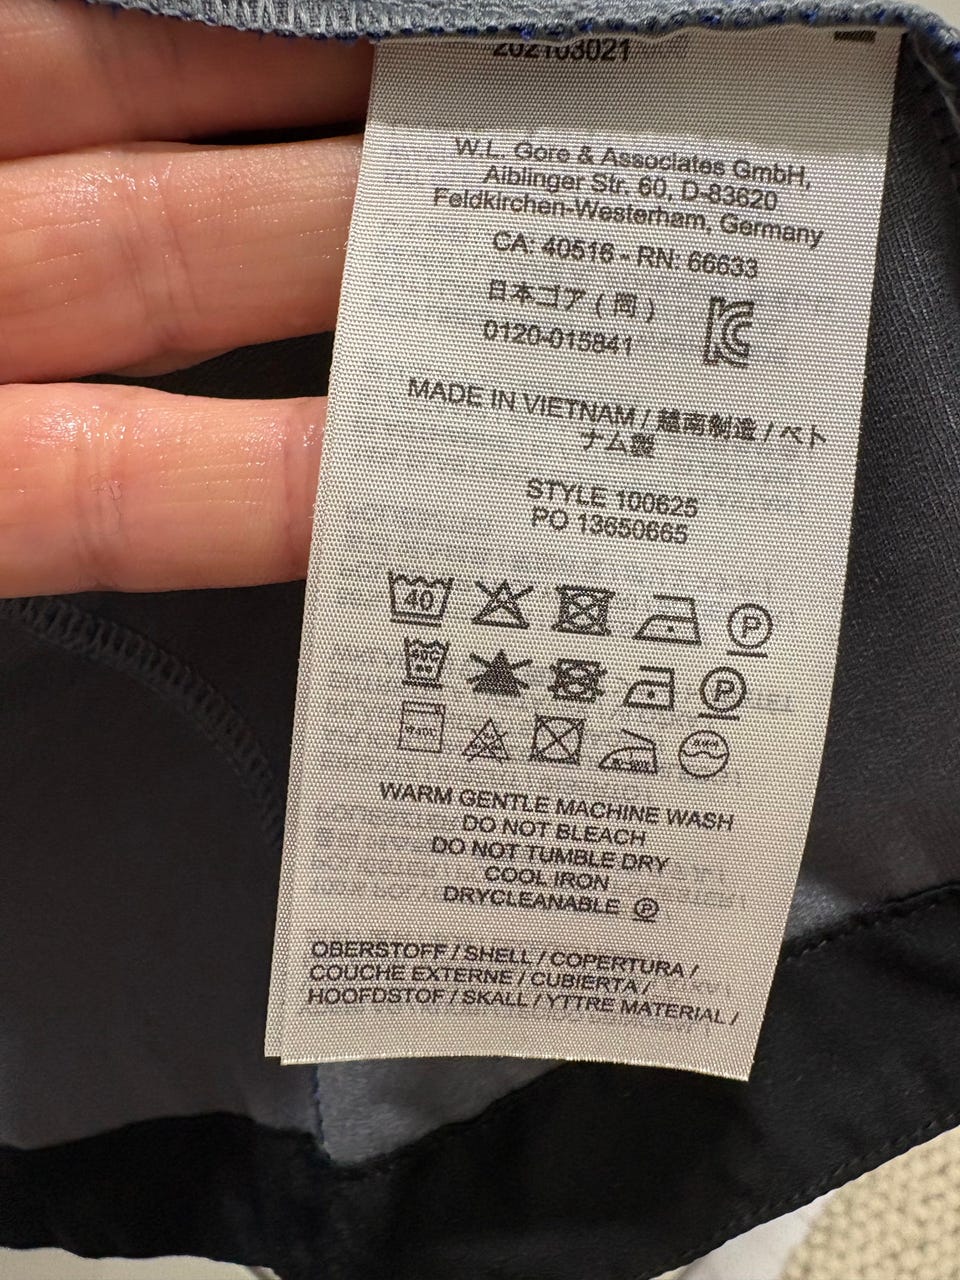 202103021
W.L. Gore & Associates GmbH,
Aiblinger Str. 60, D-83620
Feldkirchen-Westerham, Germany
CA: 40516 - RN: 66633
日本ゴア ( 同 )
0120-015841
MADE IN VIETNAM / 越南制造 / ベト
ナム製
STYLE 100625
PO 13650665
40 P
P
WARM GENTLE MACHINE WASH
DO NOT BLEACH
DO NOT TUMBLE DRY
COOL IRON
DRYCLEANABLE P
OBERSTOFF / SHELL / COPERTURA /
COUCHE EXTERNE / CUBIERTA /
HOOFDSTOF / SKALL / YTTRE MATERIAL /